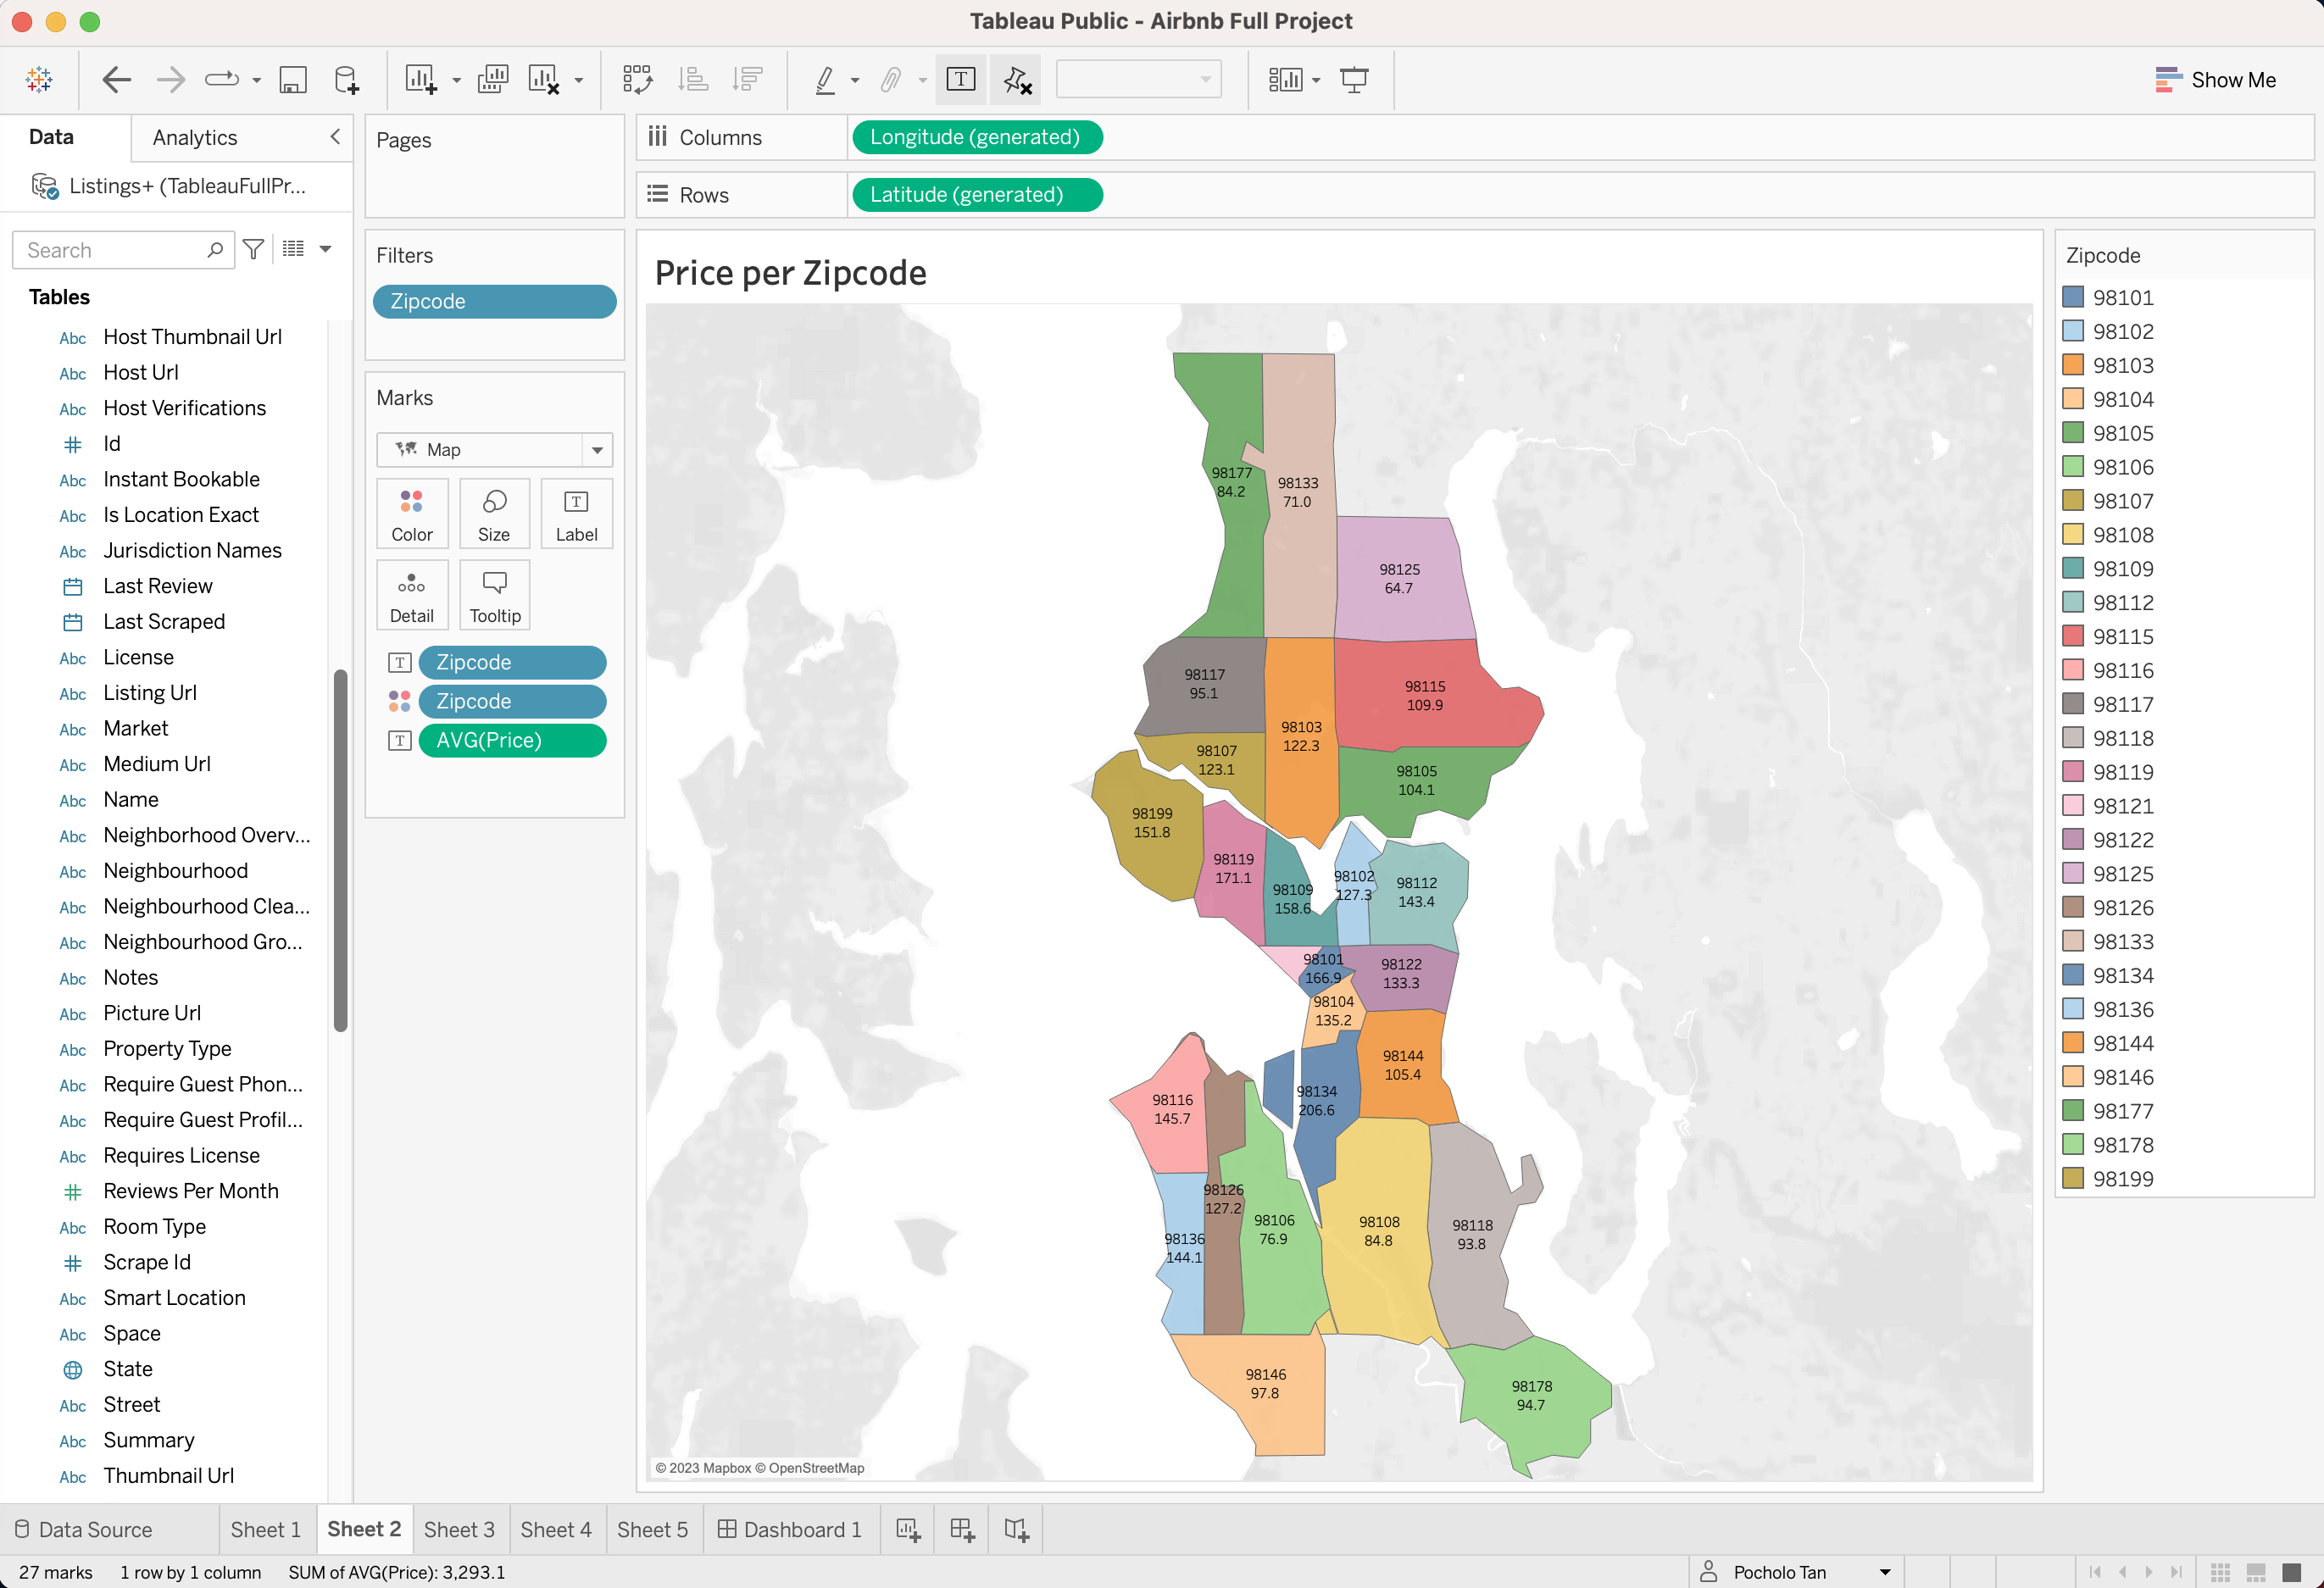 Tableau Public - Airbnb Full Project
Show Me
Data
Analytics
Listings+ (TableauFullPr...
Search
Tables
Abc Host Thumbnail Url
Abc Host Url
Abc Host Verifications
Id
Abc Instant Bookable
Abc Is Location Exact
Abc Jurisdiction Names
Last Review
Last Scraped
Abc License
Abc Listing Url
Abc Market
Abc Medium Url
Abc Name
Abc Neighborhood Overv...
Abc Neighbourhood
Abc Neighbourhood Clea...
Abc Neighbourhood Gro...
Abc Notes
Abc Picture Url
Abc Property Type
Abc Require Guest Phon...
Abc Require Guest Profil...
Abc Requires License
Reviews Per Month
Abc Room Type
Scrape Id
Abc Smart Location
Abc Space
State
Abc Street
Abc Summary
Abc Thumbnail Url
Pages
Filters
Zipcode
Marks
Map
Color
Size
Label
Detail
Tooltip
Zipcode
Zipcode
AVG(Price)
Columns
Longitude (generated)
Rows
Latitude (generated)
Price per Zipcode
98177
84.2
98133
71.0
98125
64.7
98117
95.1
98115
109.9
98103
122.3
98107
123.1
98105
104.1
98199
151.8
98119
171.1
98109
158.6
98102
127.3
98112
143.4
98101
166.9
98122
133.3
98104
135.2
98144
105.4
98134
206.6
98116
145.7
98126
127.2
98136
144.1
98106
76.9
98108
84.8
98118
93.8
98146
97.8
98178
94.7
© 2023 Mapbox © OpenStreetMap
Zipcode
98101
98102
98103
98104
98105
98106
98107
98108
98109
98112
98115
98116
98117
98118
98119
98121
98122
98125
98126
98133
98134
98136
98144
98146
98177
98178
98199
Data Source
Sheet 1
Sheet 2
Sheet 3
Sheet 4
Sheet 5
Dashboard 1
27 marks
1 row by 1 column
SUM of AVG(Price): 3,293.1
Pocholo Tan